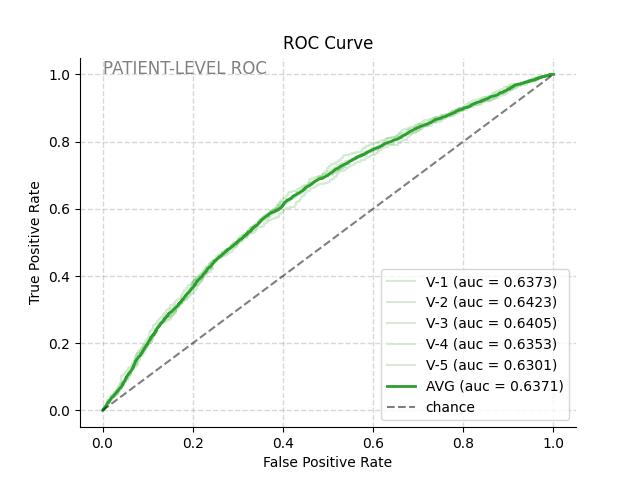 ROC Curve
PATIENT-LEVEL ROC
True Positive Rate
1.0
0.8
0.6
0.4
0.2
0.0
V-1 (auc = 0.6373)
V-2 (auc = 0.6423)
V-3 (auc = 0.6405)
V-4 (auc = 0.6353)
V-5 (auc = 0.6301)
AVG (auc = 0.6371)
chance
0.0 0.2 0.4 0.6 0.8 1.0
False Positive Rate